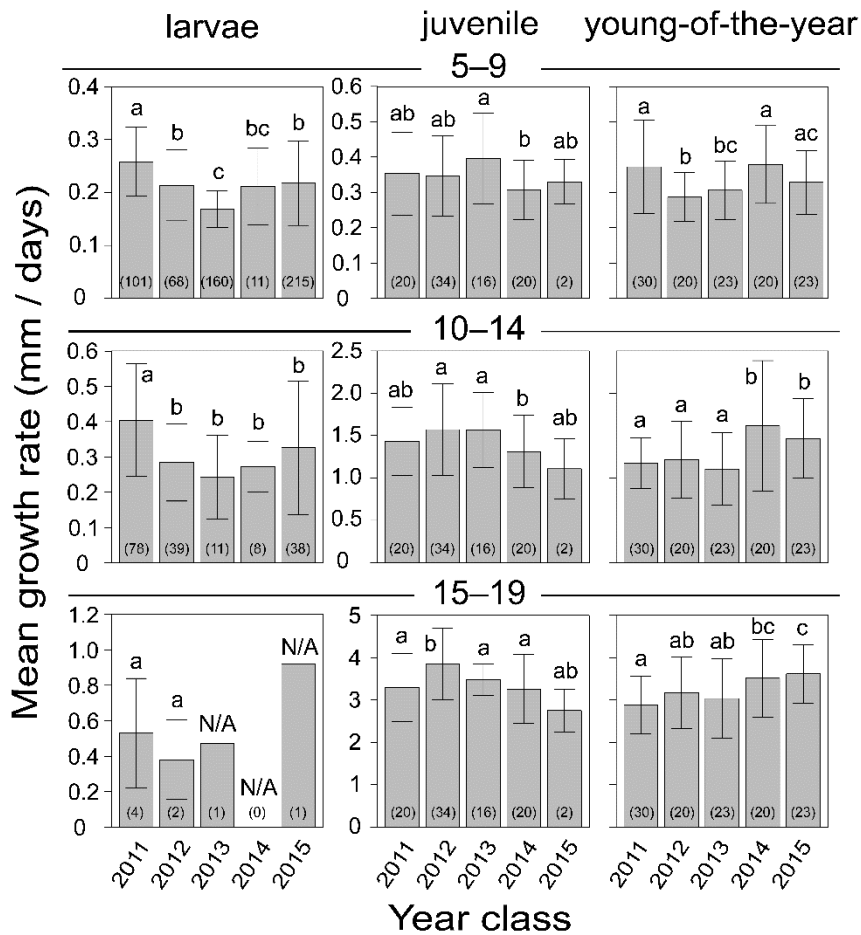 larvae juvenile young-of-the-year
5–9
0.4 0.6
a b c bc b
ab ab a b ab
a b bc a ac
0.3 0.5
0.4
0.2 0.3
0.1 0.2
0.1
0 0
(101) (68) (160) (11) (215)
(20) (34) (16) (20) (2)
(30) (20) (23) (20) (23)
10–14
0.6 2.5
a b b b b
ab a a b ab
a a a b b
0.5 2.0
0.4 1.5
0.3
0.2 1.0
0.1 0.5
0 0
(78) (39) (11) (8) (38)
(20) (34) (16) (20) (2)
(30) (20) (23) (20) (23)
15–19
1.2 5
a a N/A N/A N/A
a b a a ab
a ab ab bc c
1.0 4
0.8 3
0.6
0.4 2
0.2 1
0 0
(4) (2) (1) (0) (1)
(20) (34) (16) (20) (2)
(30) (20) (23) (20) (23)
2011 2012 2013 2014 2015
2011 2012 2013 2014 2015
2011 2012 2013 2014 2015
Mean growth rate (mm / days)
Year class